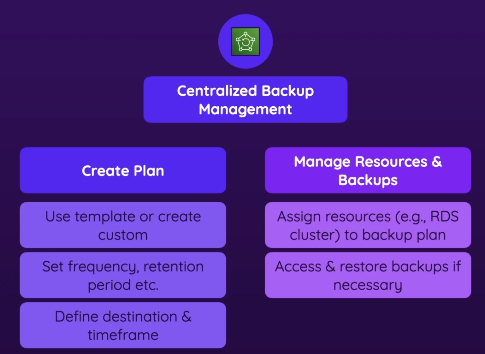 Centralized Backup
Management
Create Plan
Use template or create
custom
Set frequency, retention
period etc.
Define destination &
timeframe
Manage Resources &
Backups
Assign resources (e.g., RDS
cluster) to backup plan
Access & restore backups if
necessary